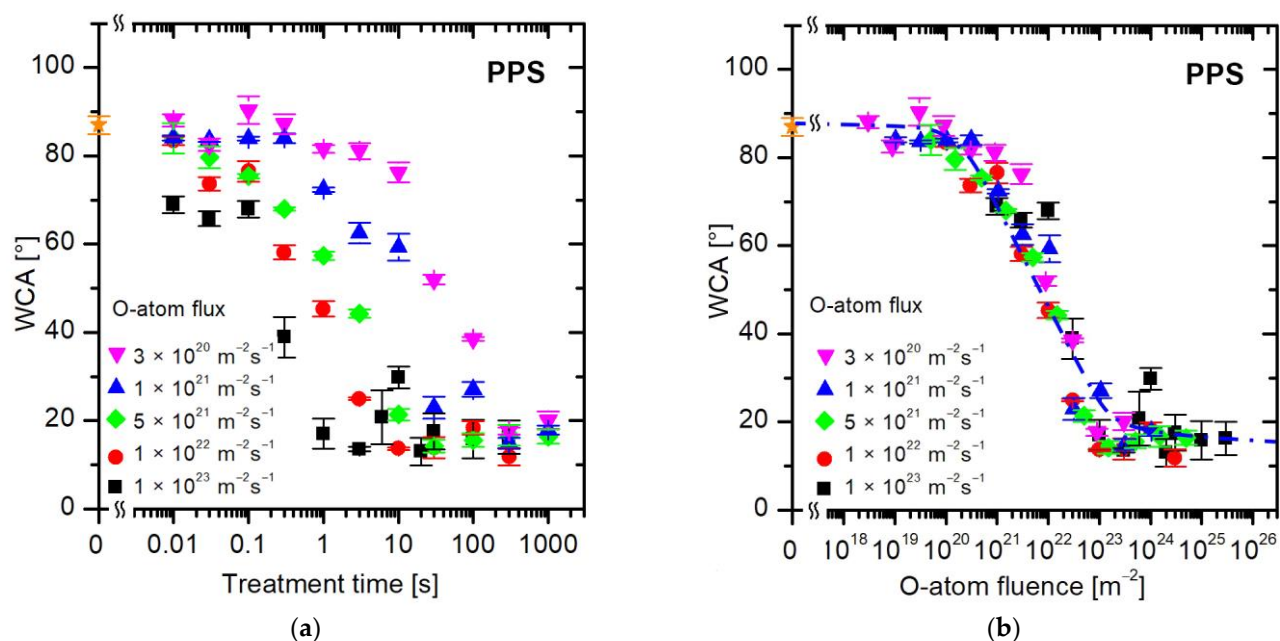 PPS
100
80
60
40
20
0
WCA [°]
O-atom flux
3 × 10²⁰ m⁻²s⁻¹
1 × 10²¹ m⁻²s⁻¹
5 × 10²¹ m⁻²s⁻¹
1 × 10²² m⁻²s⁻¹
1 × 10²³ m⁻²s⁻¹
0 0.01 0.1 1 10 100 1000
Treatment time [s]
(a)
PPS
100
80
60
40
20
0
WCA [°]
O-atom flux
3 × 10²⁰ m⁻²s⁻¹
1 × 10²¹ m⁻²s⁻¹
5 × 10²¹ m⁻²s⁻¹
1 × 10²² m⁻²s⁻¹
1 × 10²³ m⁻²s⁻¹
0 10¹⁸ 10¹⁹ 10²⁰ 10²¹ 10²² 10²³ 10²⁴ 10²⁵ 10²⁶
O-atom fluence [m⁻²]
(b)